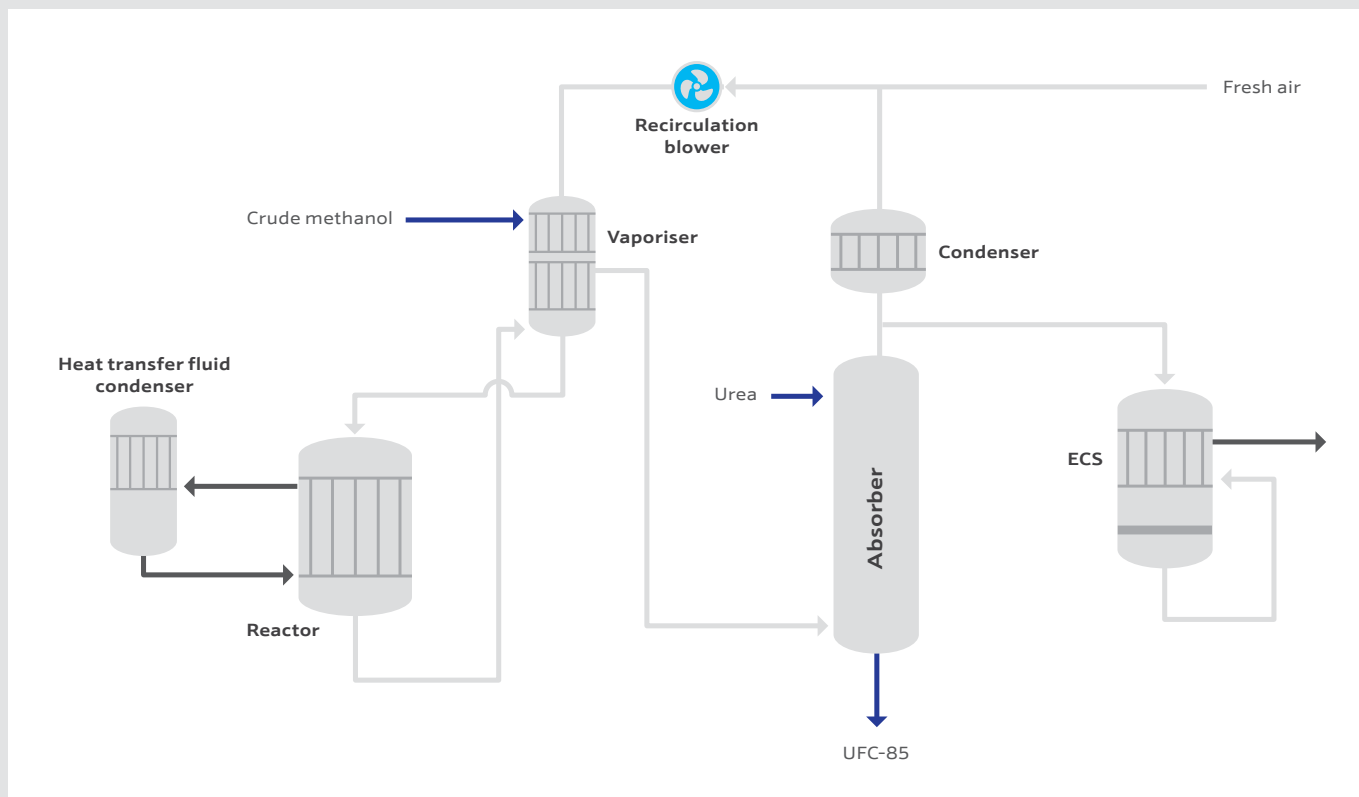 Fresh air
Recirculation
blower
Crude methanol
Vaporiser
Condenser
Heat transfer fluid
condenser
Urea
ECS
Absorber
Reactor
UFC-85